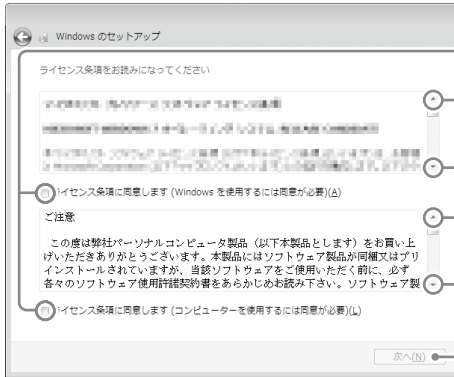 Windows のセットアップ
ライセンス条項をお読みになってください
イセンス条項に同意します (Windows を使用するには同意が必要)(A)
ご注意
この度は弊社パーソナルコンピュータ製品（以下本製品とします）をお買い上
げいただきありがとうございます。本製品にはソフトウェア製品が同梱又はプリ
インストールされていますが、当該ソフトウェアをご使用いただく前に、必ず
各々のソフトウェア使用許諾契約書をあらかじめお読み下さい。ソフトウェア製
イセンス条項に同意します (コンピューターを使用するには同意が必要)(L)
次へ(N)